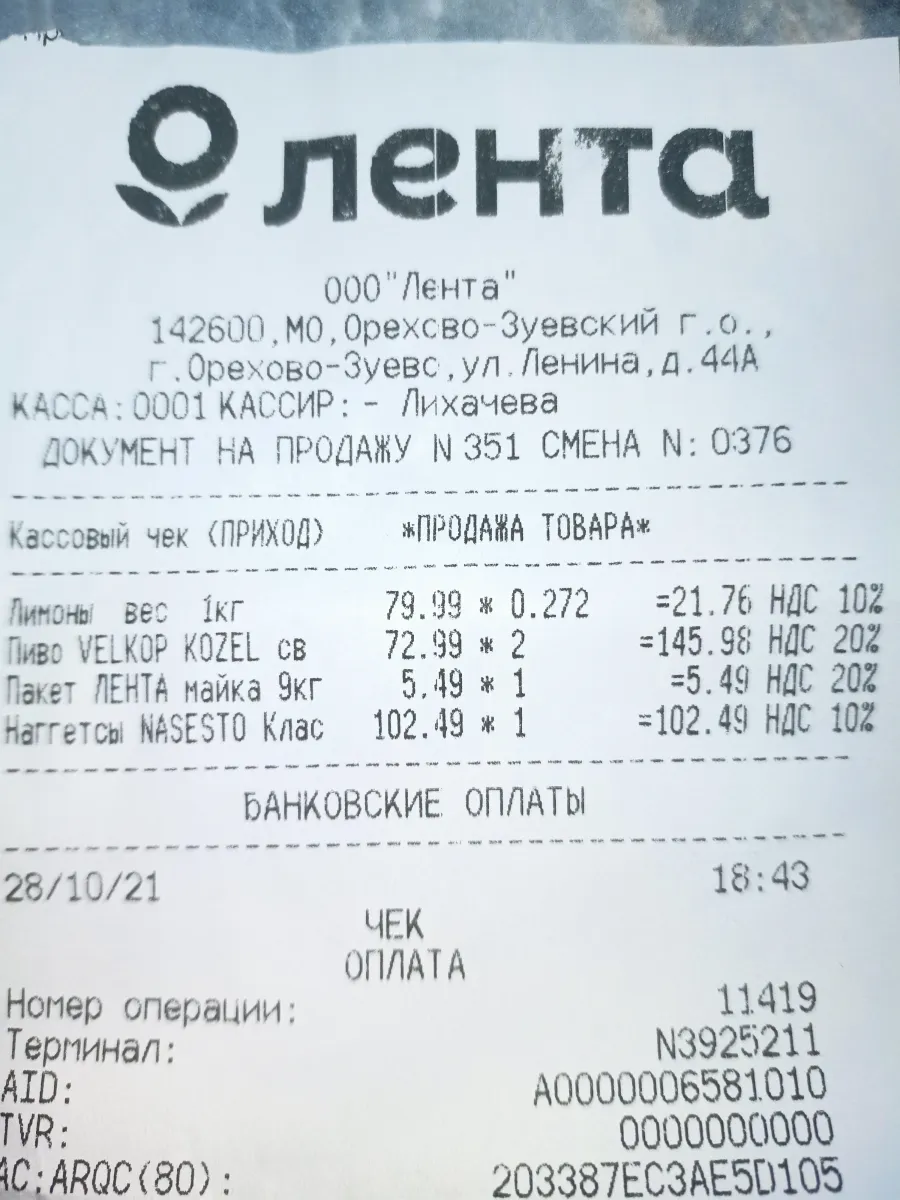 лента
ООО"Лента"
142600,МО,Орехово-Зуевский г.о.,
г.Орехово-Зуево,ул.Ленина,д.44А
КАССА:0001 КАССИР:- Лихачева
ДОКУМЕНТ НА ПРОДАЖУ N 351 СМЕНА N: 0376
Кассовый чек (ПРИХОД) *ПРОДАЖА ТОВАРА*
Лимоны вес 1кг 79.99 * 0.272 =21.76 НДС 10%
Пиво VELKOP KOZEL св 72.99 * 2 =145.98 НДС 20%
Пакет ЛЕНТА майка 9кг 5.49 * 1 =5.49 НДС 20%
Наггетсы NASESTO Клас 102.49 * 1 =102.49 НДС 10%
БАНКОВСКИЕ ОПЛАТЫ
28/10/21 18:43
ЧЕК
ОПЛАТА
Номер операции: 11419
Терминал: N3925211
AID: A0000006581010
TVR: 0000000000
AC:ARQC(80): 203387EC3AE5D105